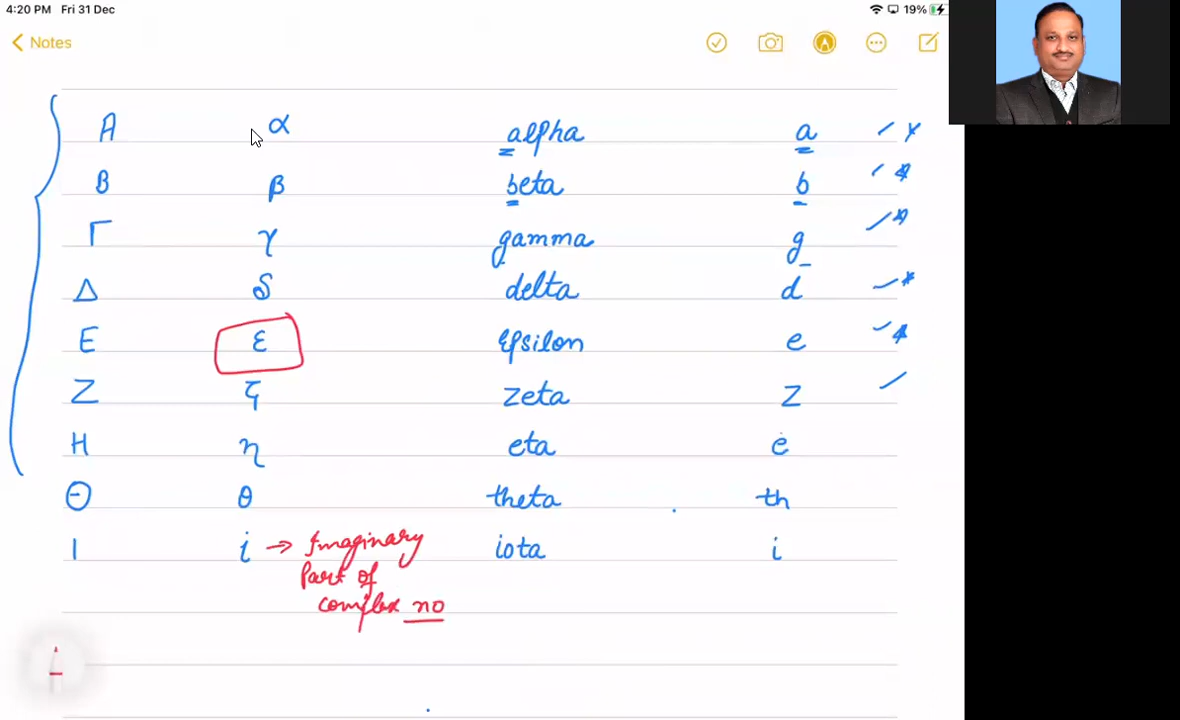 4:20 PM Fri 31 Dec 19%
Notes
Α α alpha a
Β β beta b
Γ γ gamma g
Δ δ delta d
Ε ε Epsilon e
Ζ ζ zeta z
Η η eta ė
Θ θ theta th
Ι i → Imaginary iota i
Part of
complex no